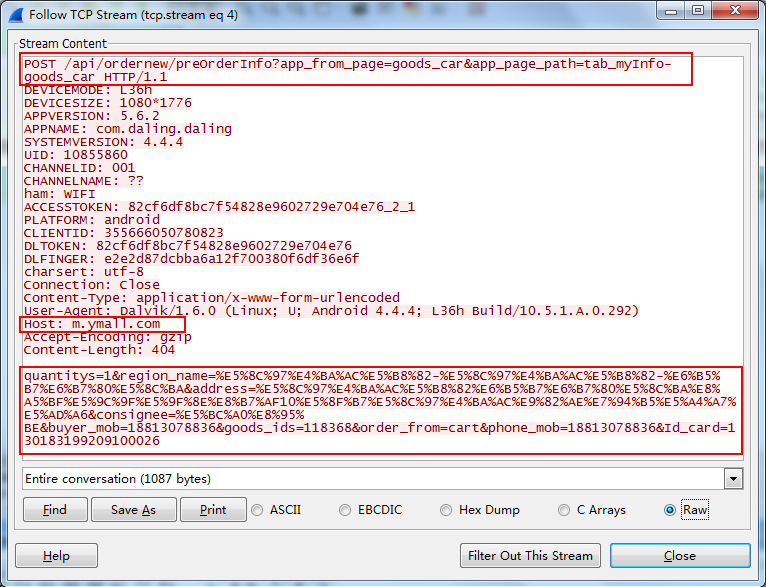 Follow TCP Stream (tcp.stream eq 4)
Stream Content
POST /api/ordernew/preOrderInfo?app_from_page=goods_car&app_page_path=tab_myInfo-
goods_car HTTP/1.1
DEVICEMODE: L36h
DEVICESIZE: 1080*1776
APPVERSION: 5.6.2
APPNAME: com.daling.daling
SYSTEMVERSION: 4.4.4
UID: 10855860
CHANNELID: 001
CHANNELNAME: ??
ham: WIFI
ACCESSTOKEN: 82cf6df8bc7f54828e9602729e704e76_2_1
PLATFORM: android
CLIENTID: 355666050780823
DLTOKEN: 82cf6df8bc7f54828e9602729e704e76
DLFINGER: e2e2d87dcbba6a12f700380f6df36e6f
charsert: utf-8
Connection: Close
Content-Type: application/x-www-form-urlencoded
User-Agent: Dalvik/1.6.0 (Linux; U; Android 4.4.4; L36h Build/10.5.1.A.0.292)
Host: m.ymall.com
Accept-Encoding: gzip
Content-Length: 404
quantitys=1&region_name=%E5%8C%97%E4%BA%AC%E5%B8%82-%E5%8C%97%E4%BA%AC%E5%B8%82-%E6%B5%
B7%E6%B7%80%E5%8C%BA&address=%E5%8C%97%E4%BA%AC%E5%B8%82%E6%B5%B7%E6%B7%80%E5%8C%BA%E8%
A5%BF%E5%9C%9F%E5%9F%8E%E8%B7%AF10%E5%8F%B7%E5%8C%97%E4%BA%AC%E9%82%AE%E7%94%B5%E5%A4%A7%
E5%AD%A6&consignee=%E5%BC%A0%E8%95%
BE&buyer_mob=18813078836&goods_ids=118368&order_from=cart&phone_mob=18813078836&Id_card=1
30183199209100026
Entire conversation (1087 bytes)
Find Save As Print ASCII EBCDIC Hex Dump C Arrays Raw
Help Filter Out This Stream Close